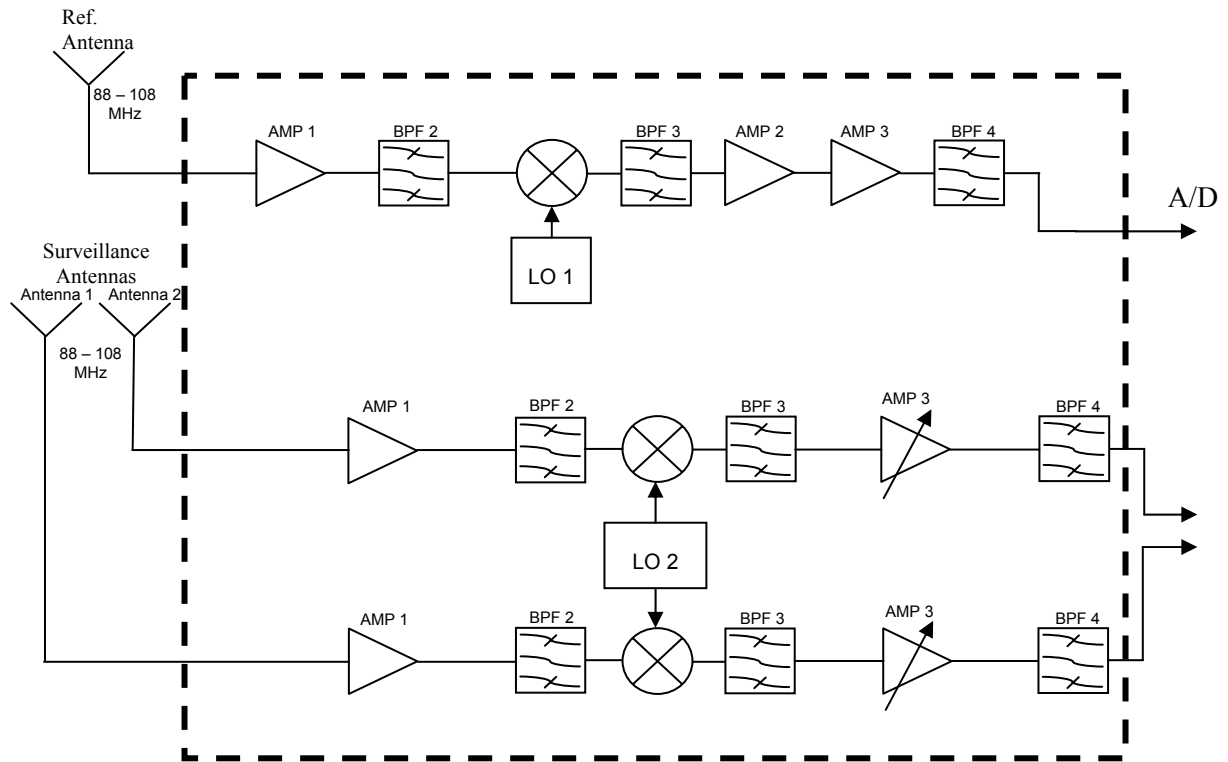 Ref.
Antenna
88 – 108
MHz
AMP 1
BPF 2
BPF 3
AMP 2
AMP 3
BPF 4
A/D
LO 1
Surveillance
Antennas
Antenna 1
Antenna 2
88 – 108
MHz
AMP 1
BPF 2
BPF 3
AMP 3
BPF 4
LO 2
AMP 1
BPF 2
BPF 3
AMP 3
BPF 4